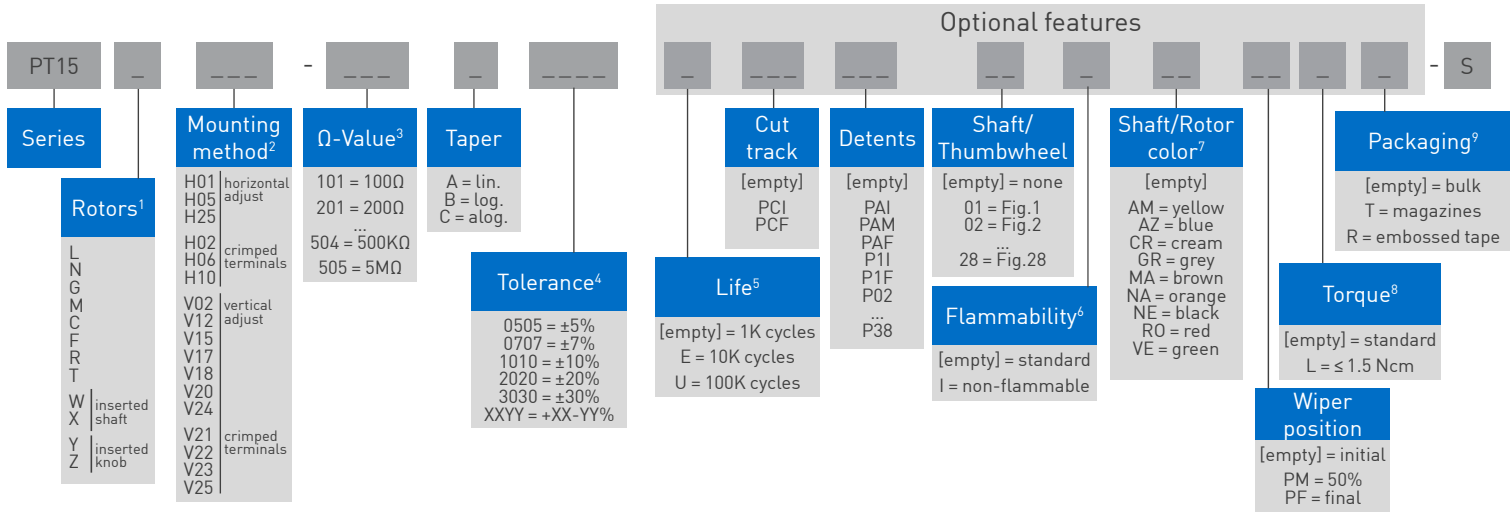 Optional features
PT15 _ _ _ _ - _ _ _ _ _ _ _ _ _ _ _ _ _ _ _ _ _ _ _ _ _ _ _ _ - S
Series
Rotors1
L
N
G
M
C
F
R
T
W
X
inserted
shaft
Y
Z
inserted
knob
Mounting
method2
H01
H05
H25
horizontal
adjust
H02
H06
H10
crimped
terminals
V02
V12
V15
V17
V18
V20
V24
vertical
adjust
V21
V22
V23
V25
crimped
terminals
Ω-Value3
101 = 100Ω
201 = 200Ω
...
504 = 500KΩ
505 = 5MΩ
Taper
A = lin.
B = log.
C = alog.
Tolerance4
0505 = ±5%
0707 = ±7%
1010 = ±10%
2020 = ±20%
3030 = ±30%
XXYY = +XX-YY%
Life5
[empty] = 1K cycles
E = 10K cycles
U = 100K cycles
Cut
track
[empty]
PCI
PCF
Detents
[empty]
PAI
PAM
PAF
P1I
P1F
P02
...
P38
Shaft/
Thumbwheel
[empty] = none
01 = Fig.1
02 = Fig.2
...
28 = Fig.28
Flammability6
[empty] = standard
I = non-flammable
Shaft/Rotor
color7
[empty]
AM = yellow
AZ = blue
CR = cream
GR = grey
MA = brown
NA = orange
NE = black
RO = red
VE = green
Wiper
position
[empty] = initial
PM = 50%
PF = final
Torque8
[empty] = standard
L = ≤ 1.5 Ncm
Packaging9
[empty] = bulk
T = magazines
R = embossed tape